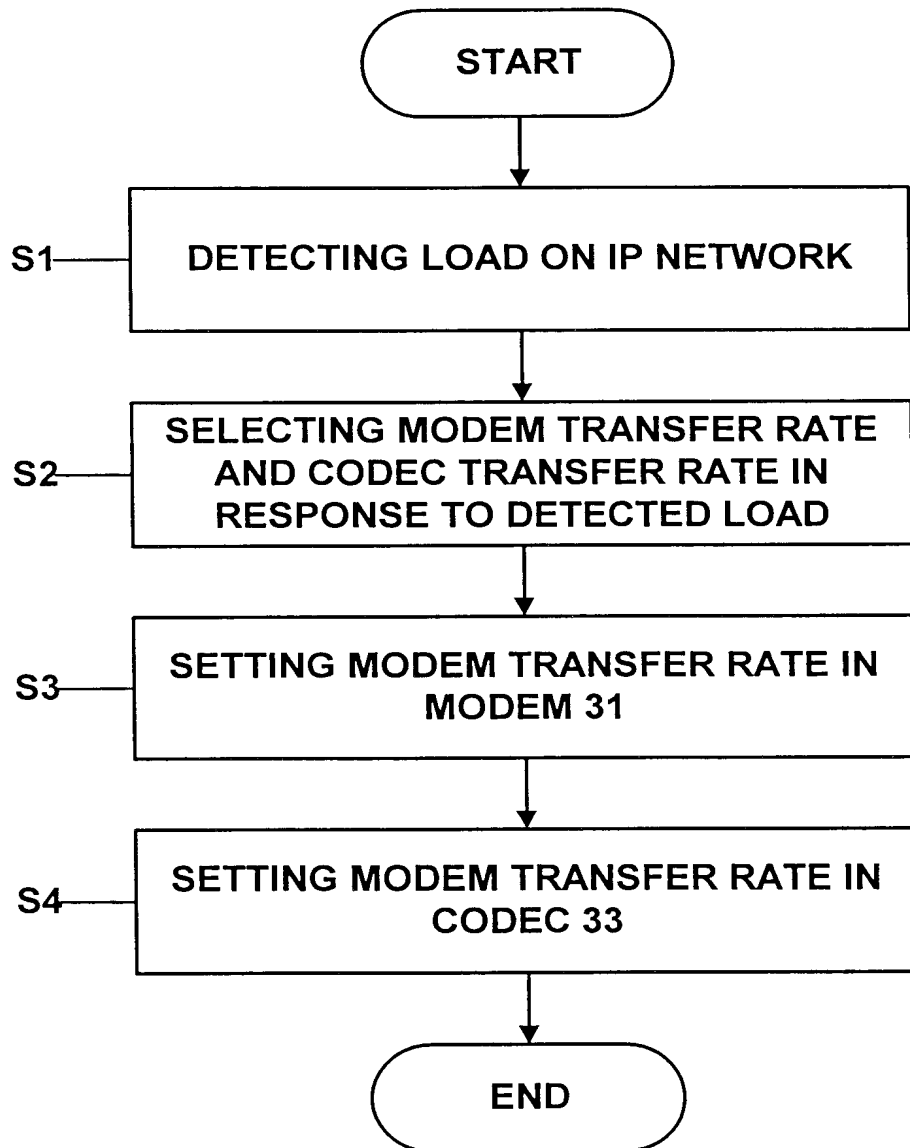 START
S1
DETECTING LOAD ON IP NETWORK
S2
SELECTING MODEM TRANSFER RATE
AND CODEC TRANSFER RATE IN
RESPONSE TO DETECTED LOAD
S3
SETTING MODEM TRANSFER RATE IN
MODEM 31
S4
SETTING MODEM TRANSFER RATE IN
CODEC 33
END